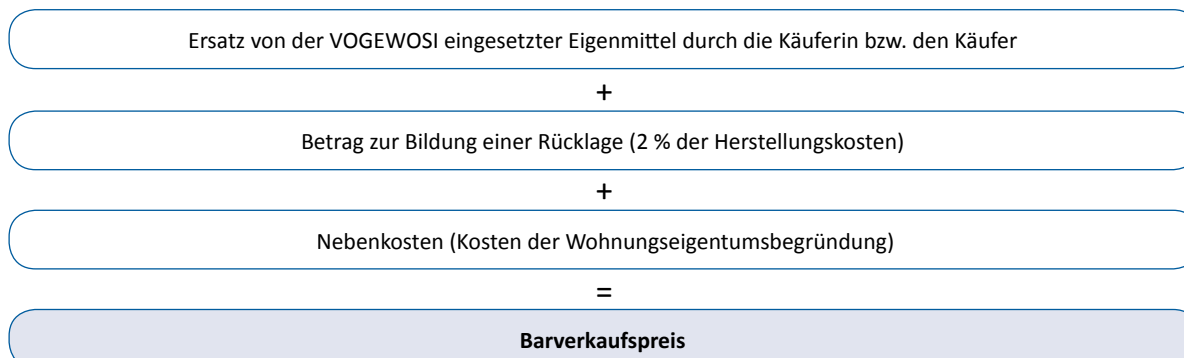 Ersatz von der VOGEWOSI eingesetzter Eigenmittel durch die Käuferin bzw. den Käufer
+
Betrag zur Bildung einer Rücklage (2 % der Herstellungskosten)
+
Nebenkosten (Kosten der Wohnungseigentumsbegründung)
=
Barverkaufspreis